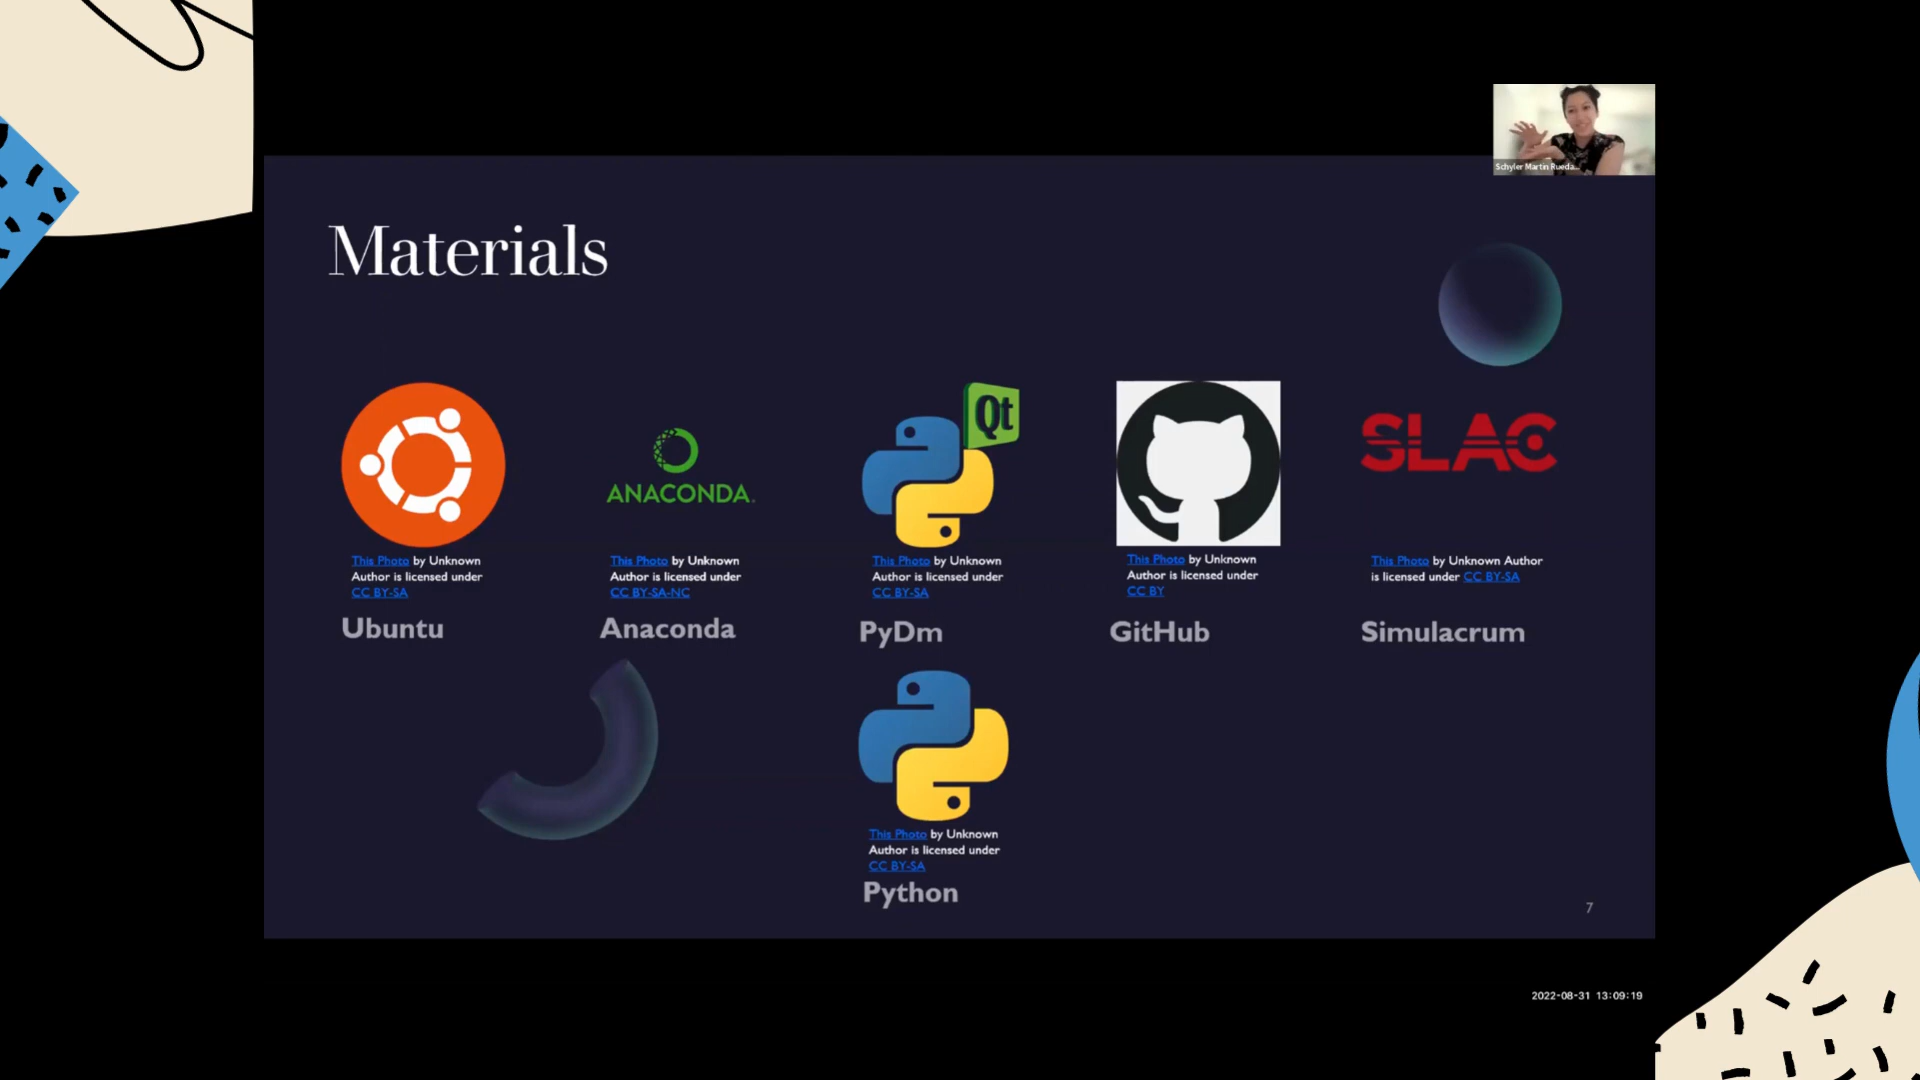 Schyler Martin Rueda...
Materials
Qt
SLAC
ANANCONDA.
This Photo by Unknown
Author is licensed under
CC BY-SA
This Photo by Unknown
Author is licensed under
CC BY-SA-NC
This Photo by Unknown
Author is licensed under
CC BY-SA
This Photo by Unknown
Author is licensed under
CC BY
This Photo by Unknown Author
is licensed under CC BY-SA
Ubuntu
Anaconda
PyDm
GitHub
Simulacrum
This Photo by Unknown
Author is licensed under
CC BY-SA
Python
7
2022-08-31 13:09:19